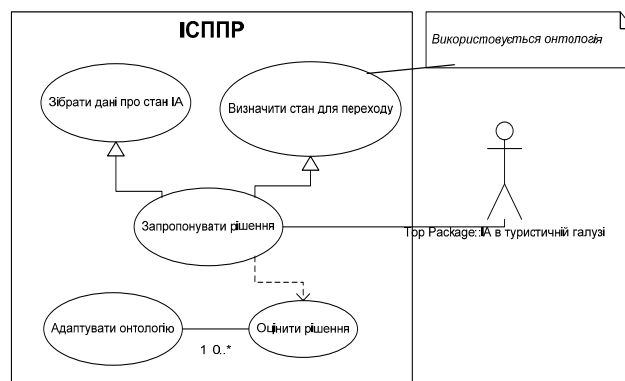 ІСППР
Використовується онтологія
Зібрати дані про стан ІА
Визначити стан для переходу
Запропонувати рішення
Top Package::ІА в туристичній галузі
Адаптувати онтологію
Оцінити рішення
1 0..*